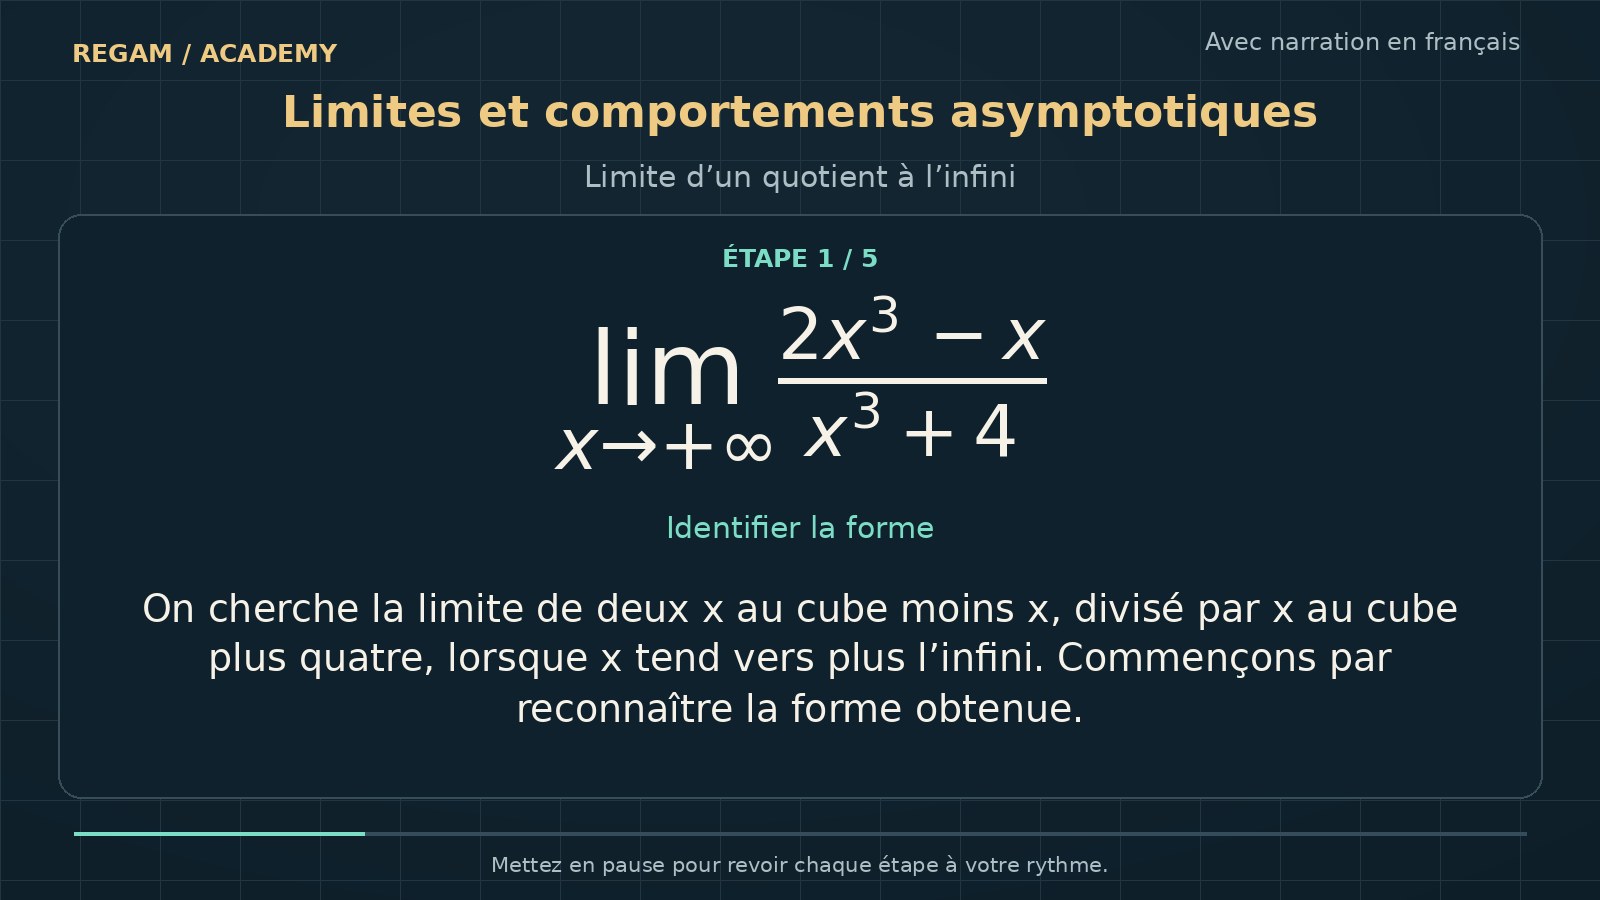 REGAM / ACADEMY
Avec narration en français
Limites et comportements asymptotiques
Limite d’un quotient à l’infini
ÉTAPE 1 / 5
lim x→+∞ (2x³ − x)/(x³ + 4)
Identifier la forme
On cherche la limite de deux x au cube moins x, divisé par x au cube
plus quatre, lorsque x tend vers plus l’infini. Commençons par
reconnaître la forme obtenue.
Mettez en pause pour revoir chaque étape à votre rythme.